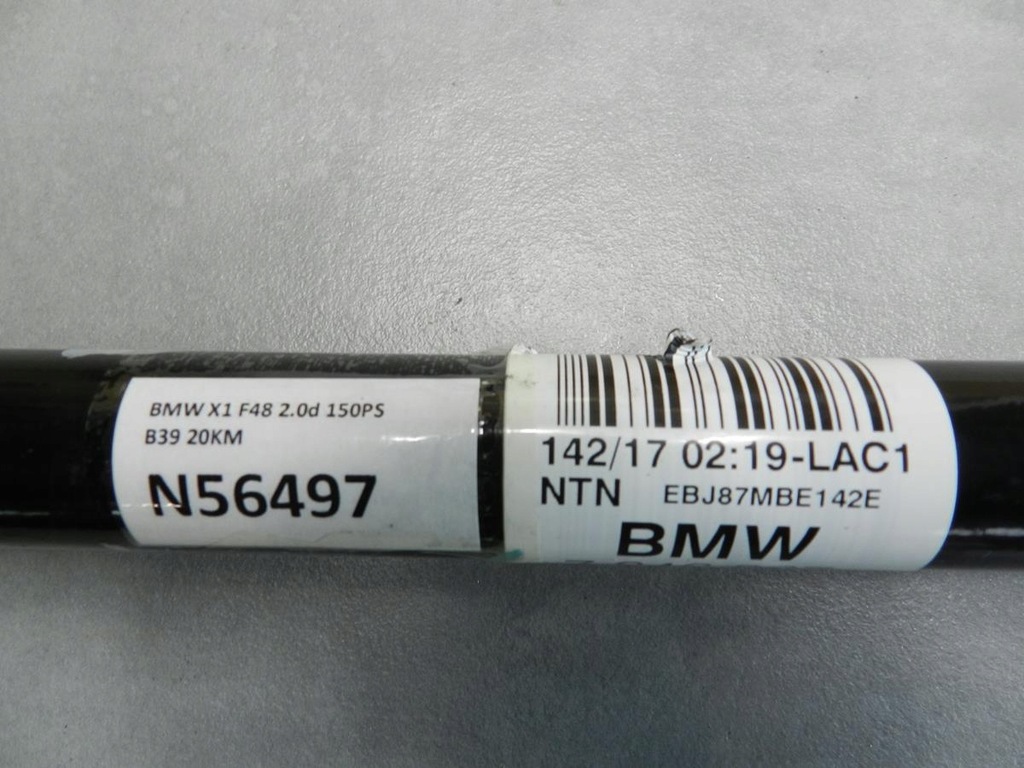 BMW X1 F48 2.0d 150PS
B39 20KM
N56497
142/17 02:19-LAC1
NTN EBJ87MBE142E
BMW